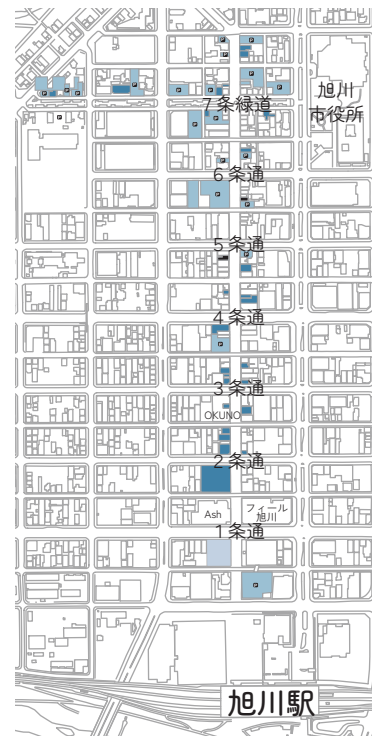 旭川
市役所
7条緑道
6条通
5条通
4条通
3条通
OKUNO
2条通
Ash
フィール
旭川
1条通
旭川駅